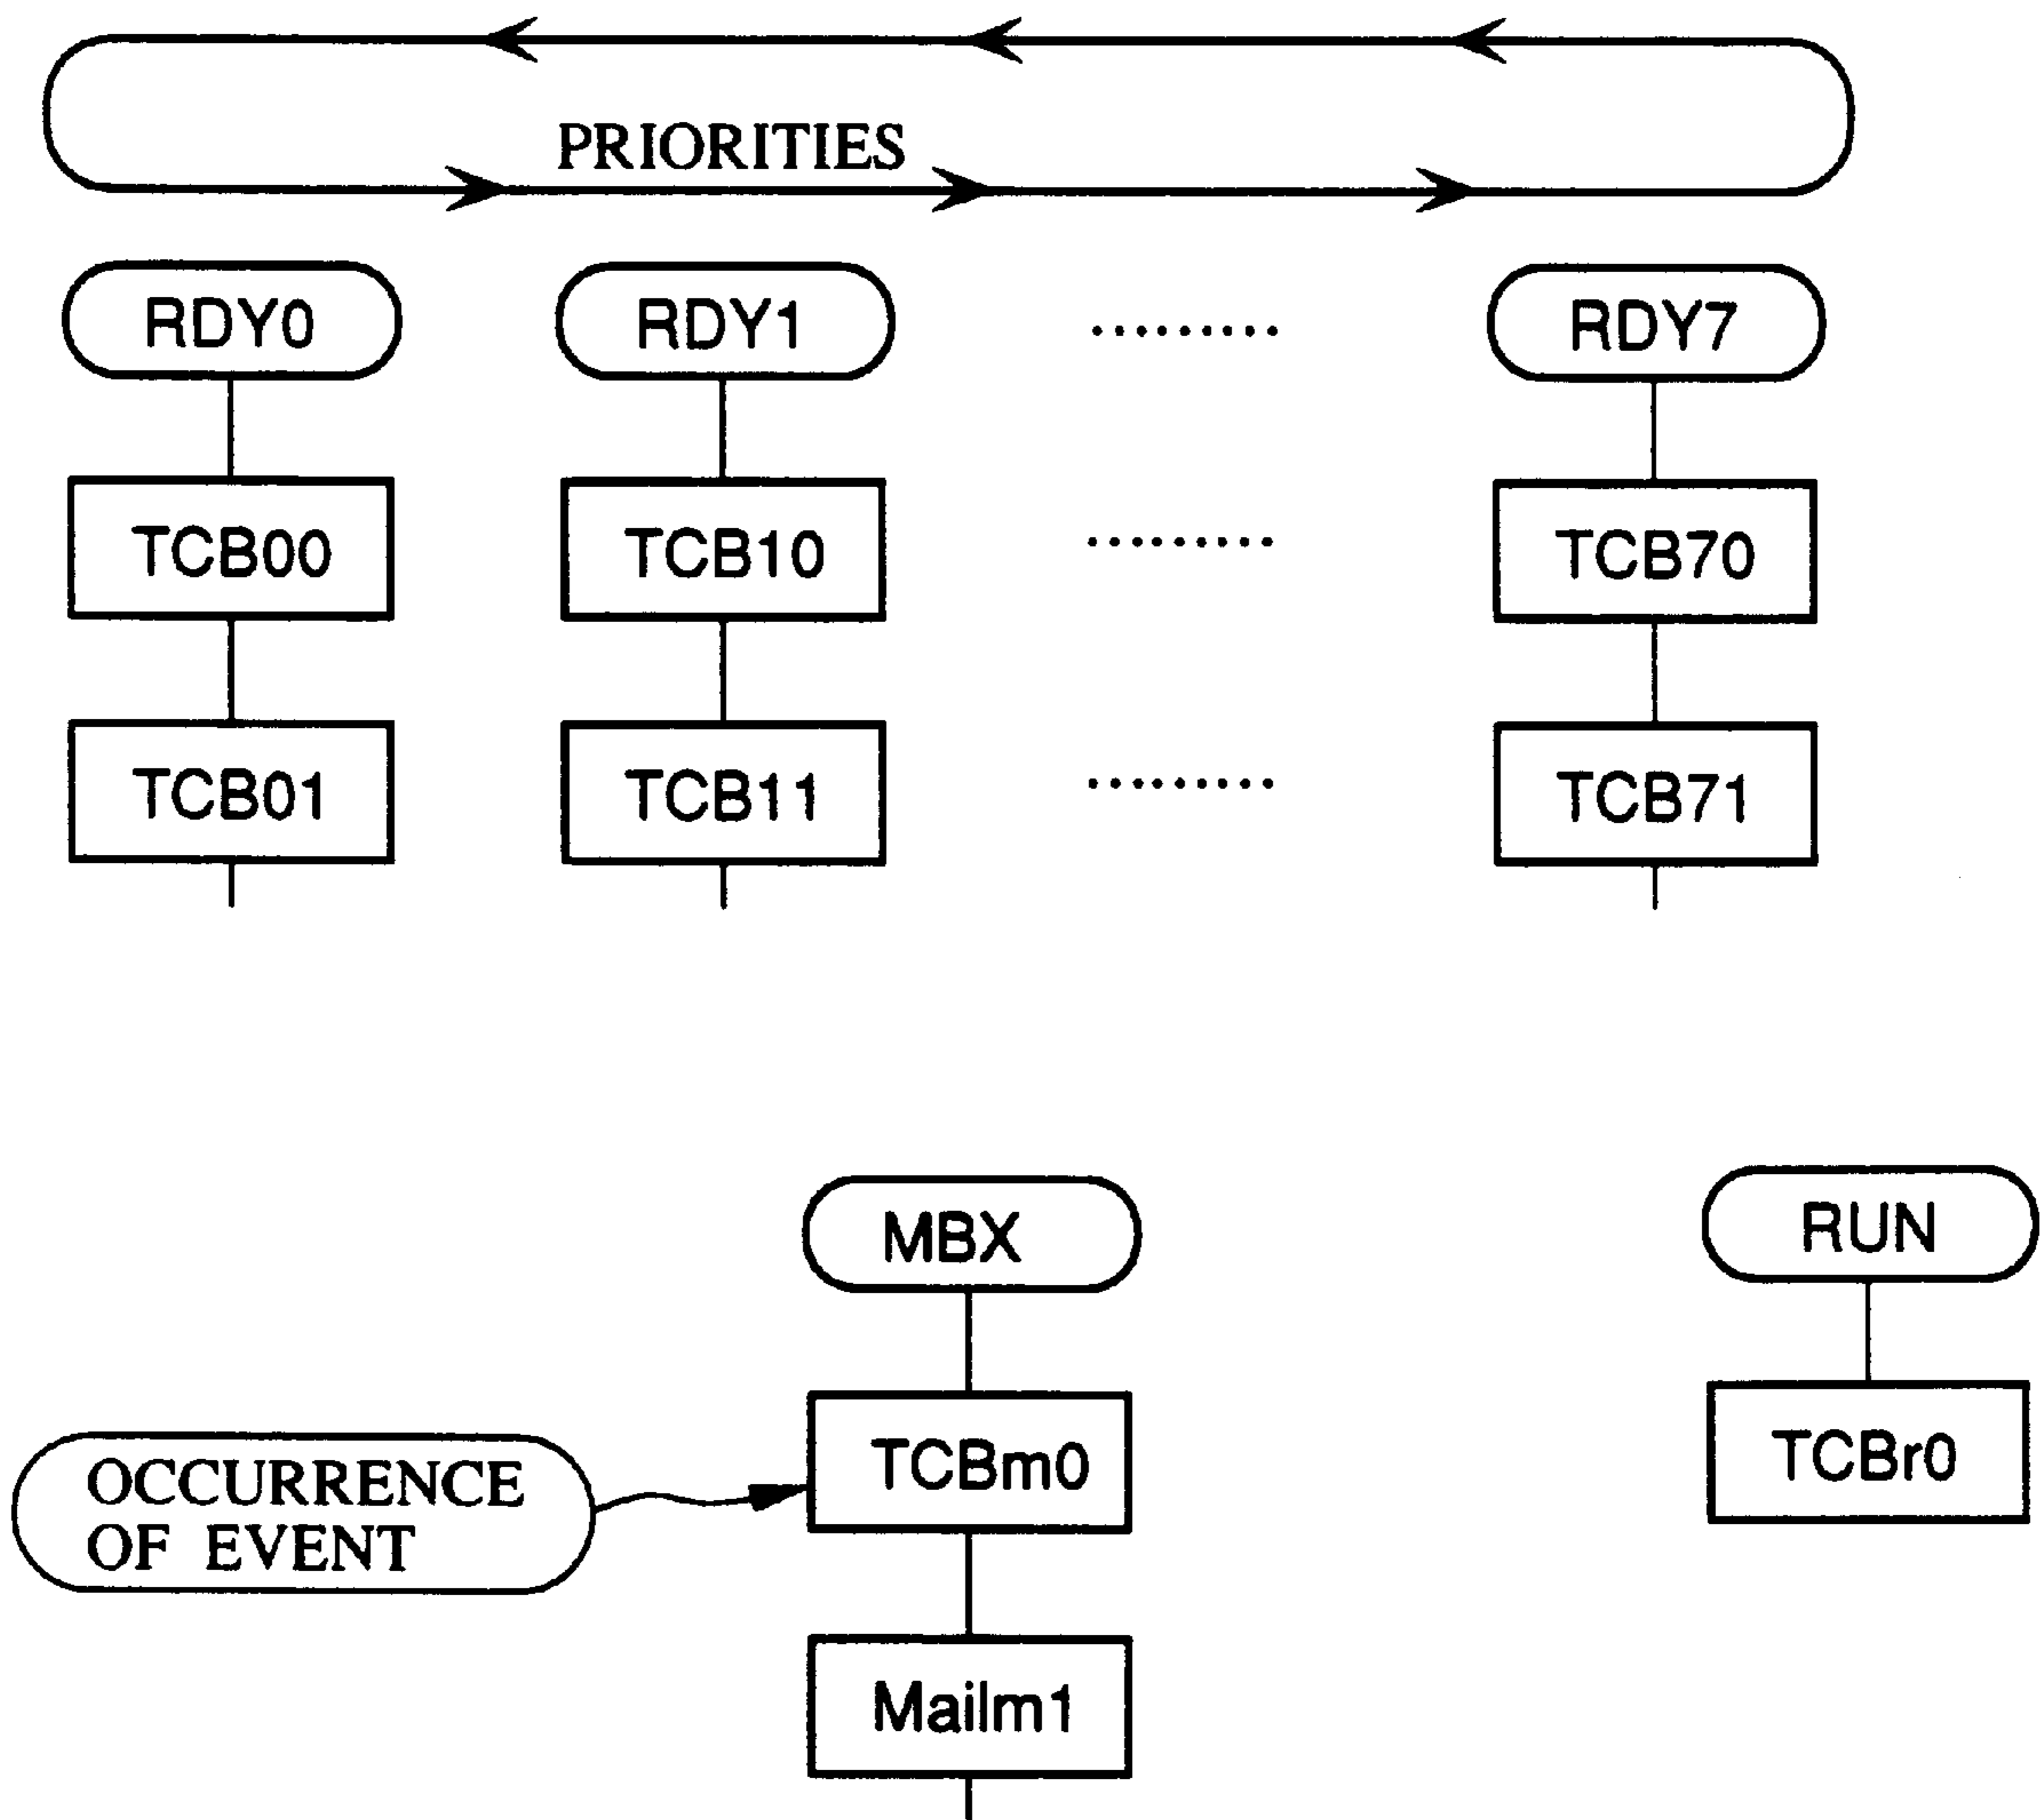 PRIORITIES
RDY0 RDY1 ......... RDY7
TCB00 TCB10 ......... TCB70
TCB01 TCB11 ......... TCB71
MBX RUN
TCBm0 TCBr0
OCCURRENCE
OF EVENT
Mailm1